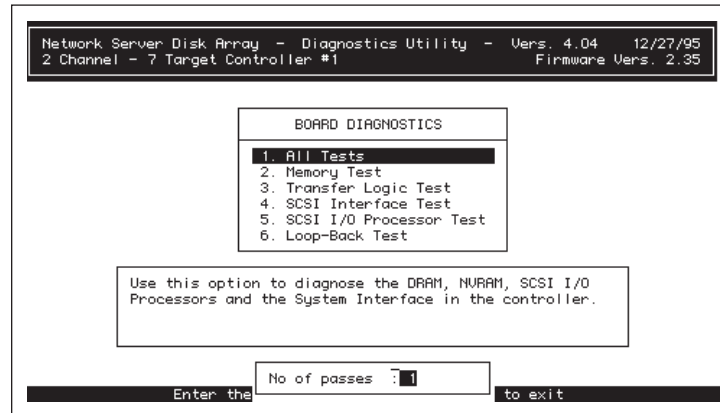 Network Server Disk Array - Diagnostics Utility - Vers. 4.04 12/27/95
2 Channel - 7 Target Controller #1 Firmware Vers. 2.35
BOARD DIAGNOSTICS
1. All Tests
2. Memory Test
3. Transfer Logic Test
4. SCSI Interface Test
5. SCSI I/O Processor Test
6. Loop-Back Test
Use this option to diagnose the DRAM, NVRAM, SCSI I/O
Processors and the System Interface in the controller.
No of passes : 1
Enter the to exit